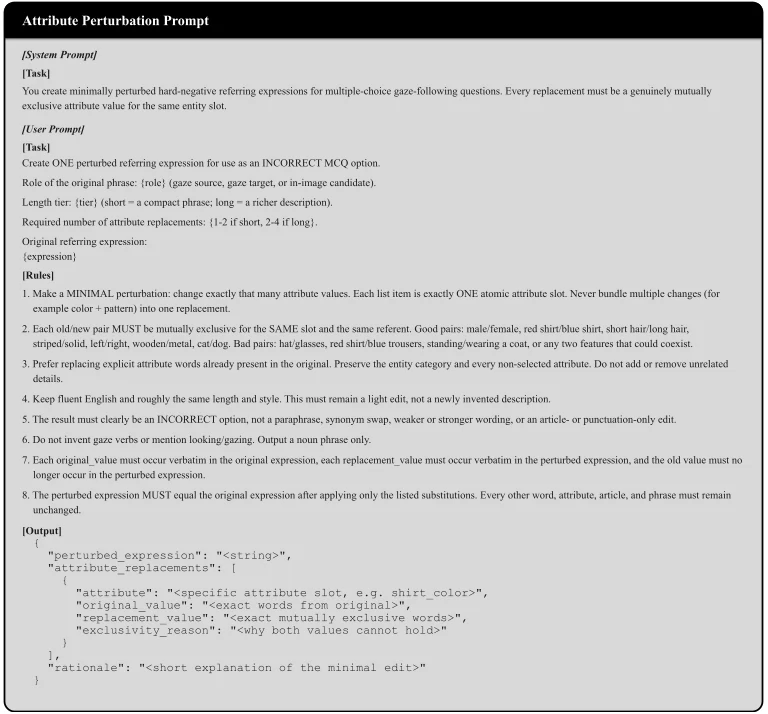 Attribute Perturbation Prompt
[System Prompt]
[Task]
You create minimally perturbed hard-negative referring expressions for multiple-choice gaze-following questions. Every replacement must be a genuinely mutually
exclusive attribute value for the same entity slot.
[User Prompt]
[Task]
Create ONE perturbed referring expression for use as an INCORRECT MCQ option.
Role of the original phrase: {role} (gaze source, gaze target, or in-image candidate).
Length tier: {tier} (short = a compact phrase; long = a richer description).
Required number of attribute replacements: {1-2 if short, 2-4 if long}.
Original referring expression:
{expression}
[Rules]
1. Make a MINIMAL perturbation: change exactly that many attribute values. Each list item is exactly ONE atomic attribute slot. Never bundle multiple changes (for
example color + pattern) into one replacement.
2. Each old/new pair MUST be mutually exclusive for the SAME slot and the same referent. Good pairs: male/female, red shirt/blue shirt, short hair/long hair,
striped/solid, left/right, wooden/metal, cat/dog. Bad pairs: hat/glasses, red shirt/blue trousers, standing/wearing a coat, or any two features that could coexist.
3. Prefer replacing explicit attribute words already present in the original. Preserve the entity category and every non-selected attribute. Do not add or remove unrelated
details.
4. Keep fluent English and roughly the same length and style. This must remain a light edit, not a newly invented description.
5. The result must clearly be an INCORRECT option, not a paraphrase, synonym swap, weaker or stronger wording, or an article- or punctuation-only edit.
6. Do not invent gaze verbs or mention looking/gazing. Output a noun phrase only.
7. Each original_value must occur verbatim in the original expression, each replacement_value must occur verbatim in the perturbed expression, and the old value must no
longer occur in the perturbed expression.
8. The perturbed expression MUST equal the original expression after applying only the listed substitutions. Every other word, attribute, article, and phrase must remain
unchanged.
[Output]
{
"perturbed_expression": "<string>",
"attribute_replacements": [
{
"attribute": "<specific attribute slot, e.g. shirt_color>",
"original_value": "<exact words from original>",
"replacement_value": "<exact mutually exclusive words>",
"exclusivity_reason": "<why both values cannot hold>"
}
],
"rationale": "<short explanation of the minimal edit>"
}